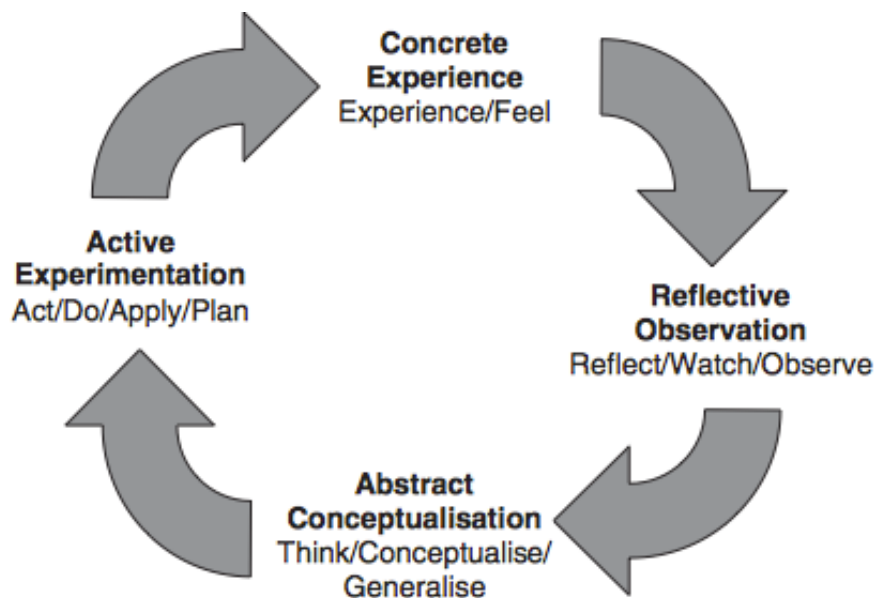 Concrete
Experience
Experience/Feel
Reflective
Observation
Reflect/Watch/Observe
Abstract
Conceptualisation
Think/Conceptualise/
Generalise
Active
Experimentation
Act/Do/Apply/Plan